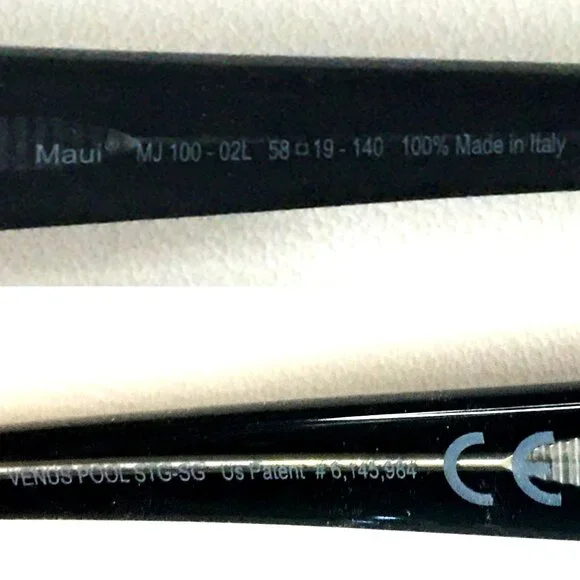 Maui® MJ 100 - 02L 58□19 - 140 100% Made in Italy
VENUS POOL STG-SG Us Patent # 6,145,984 CE